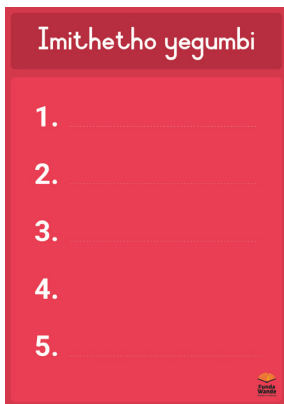 Imithetho yegumbi
1.
2.
3.
4.
5.
Funda
Wande